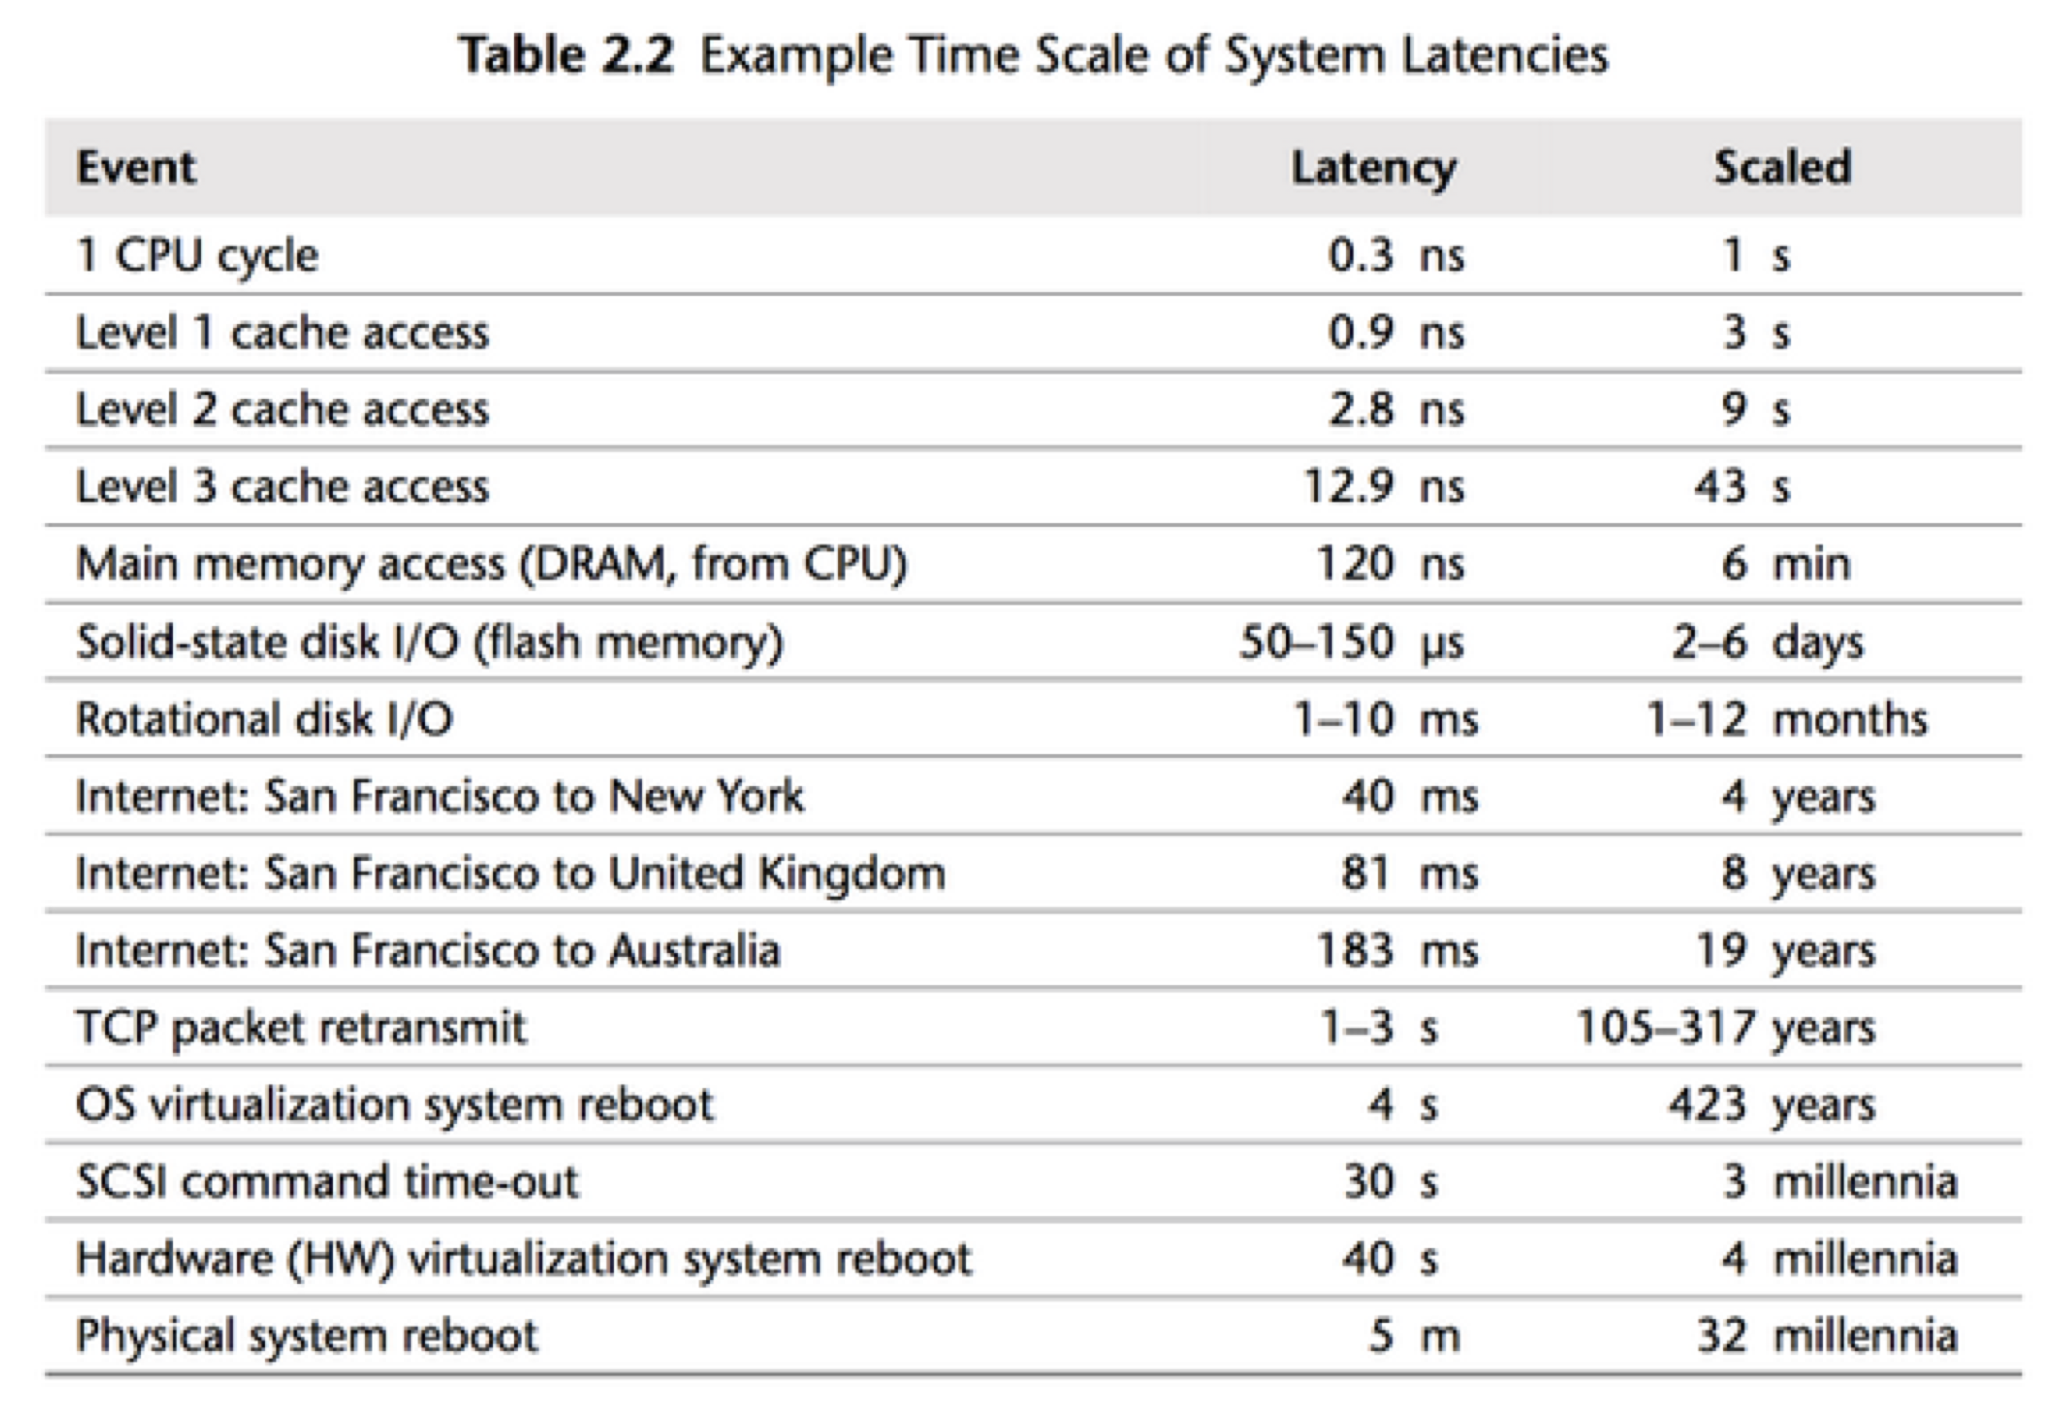 Table 2.2 Example Time Scale of System Latencies
Event Latency Scaled
1 CPU cycle 0.3 ns 1 s
Level 1 cache access 0.9 ns 3 s
Level 2 cache access 2.8 ns 9 s
Level 3 cache access 12.9 ns 43 s
Main memory access (DRAM, from CPU) 120 ns 6 min
Solid-state disk I/O (flash memory) 50–150 μs 2–6 days
Rotational disk I/O 1–10 ms 1–12 months
Internet: San Francisco to New York 40 ms 4 years
Internet: San Francisco to United Kingdom 81 ms 8 years
Internet: San Francisco to Australia 183 ms 19 years
TCP packet retransmit 1–3 s 105–317 years
OS virtualization system reboot 4 s 423 years
SCSI command time-out 30 s 3 millennia
Hardware (HW) virtualization system reboot 40 s 4 millennia
Physical system reboot 5 m 32 millennia